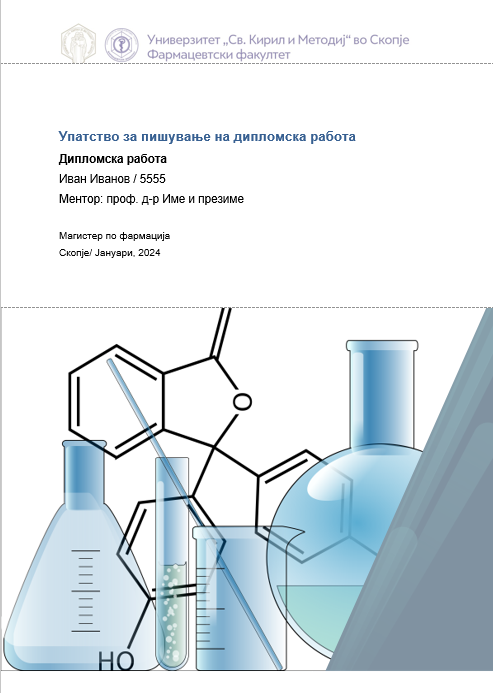 Универзитет „Св. Кирил и Методиј“ во Скопје
Фармацевтски факултет
Упатство за пишување на дипломска работа
Дипломска работа
Иван Иванов / 5555
Ментор: проф. д-р Име и презиме
Магистер по фармација
Скопје/ Јануари, 2024
O
HO